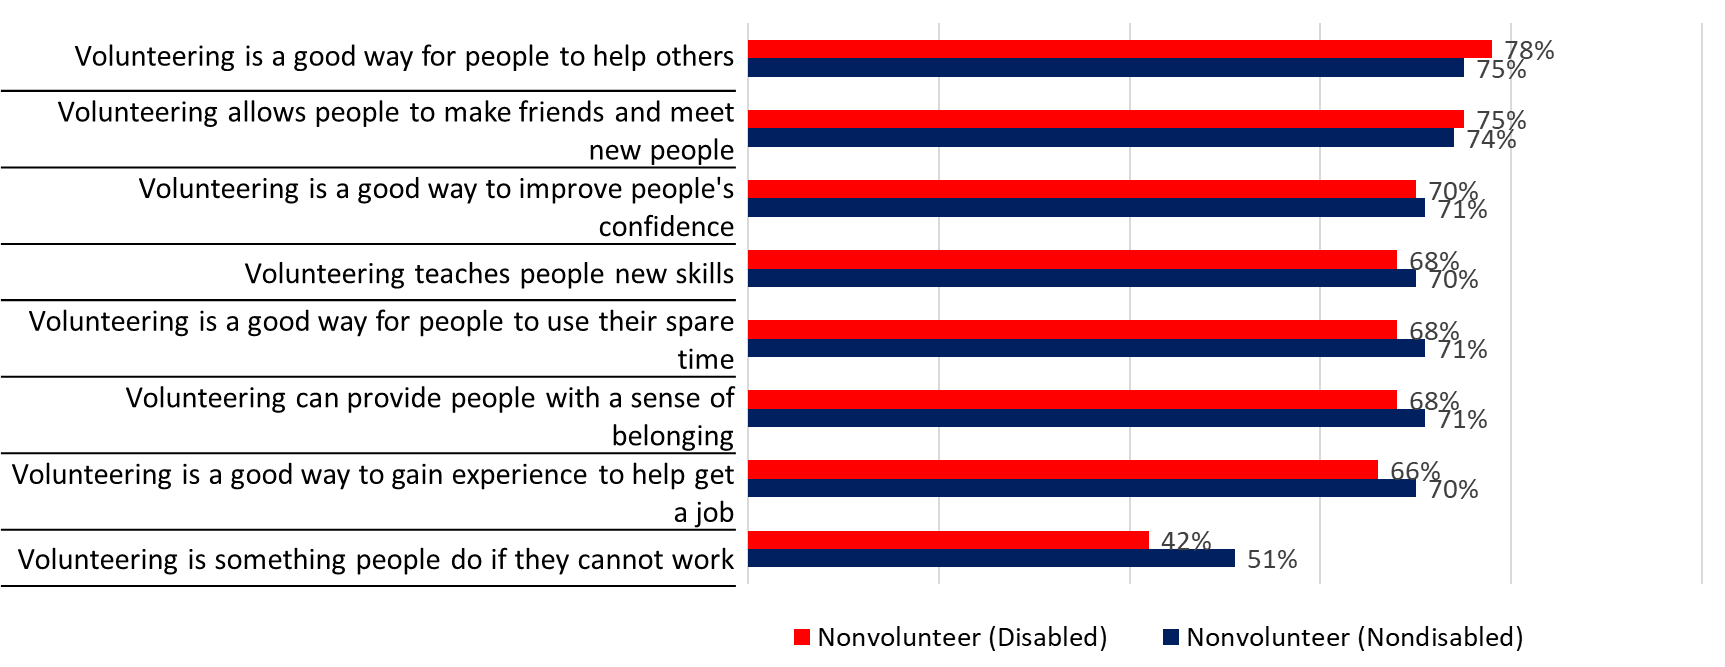 Volunteering is a good way for people to help others
78%
75%
Volunteering allows people to make friends and meet
new people
75%
74%
Volunteering is a good way to improve people's
confidence
70%
71%
Volunteering teaches people new skills
68%
70%
Volunteering is a good way for people to use their spare
time
68%
71%
Volunteering can provide people with a sense of
belonging
68%
71%
Volunteering is a good way to gain experience to help get
a job
66%
70%
Volunteering is something people do if they cannot work
42%
51%
Nonvolunteer (Disabled)
Nonvolunteer (Nondisabled)